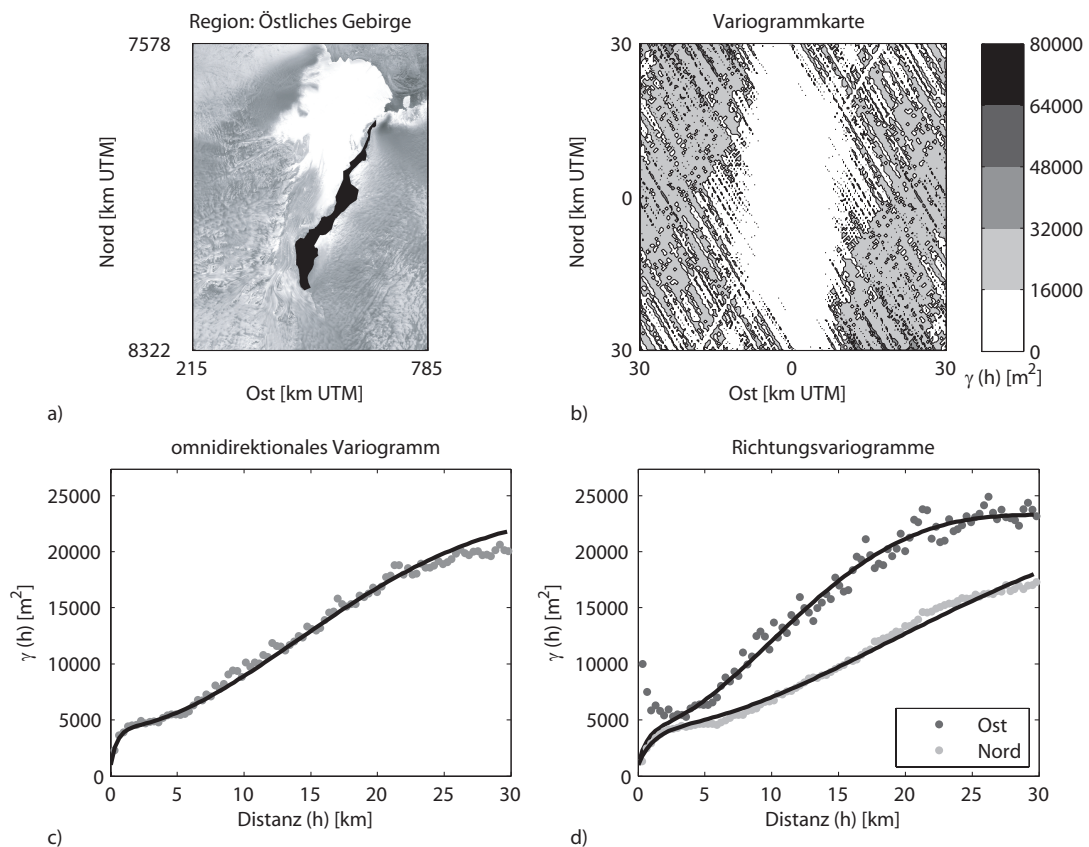 Region: Östliches Gebirge
7578
Nord [km UTM]
8322
215
785
Ost [km UTM]
a)
Variogrammkarte
30
Nord [km UTM]
0
30
30
0
30
Ost [km UTM]
80000
64000
48000
32000
16000
0
γ (h) [m²]
b)
omnidirektionales Variogramm
25000
20000
15000
10000
5000
0
γ (h) [m²]
0
5
10
15
20
25
30
Distanz (h) [km]
c)
Richtungsvariogramme
25000
20000
15000
10000
5000
0
γ (h) [m²]
Ost
Nord
0
5
10
15
20
25
30
Distanz (h) [km]
d)